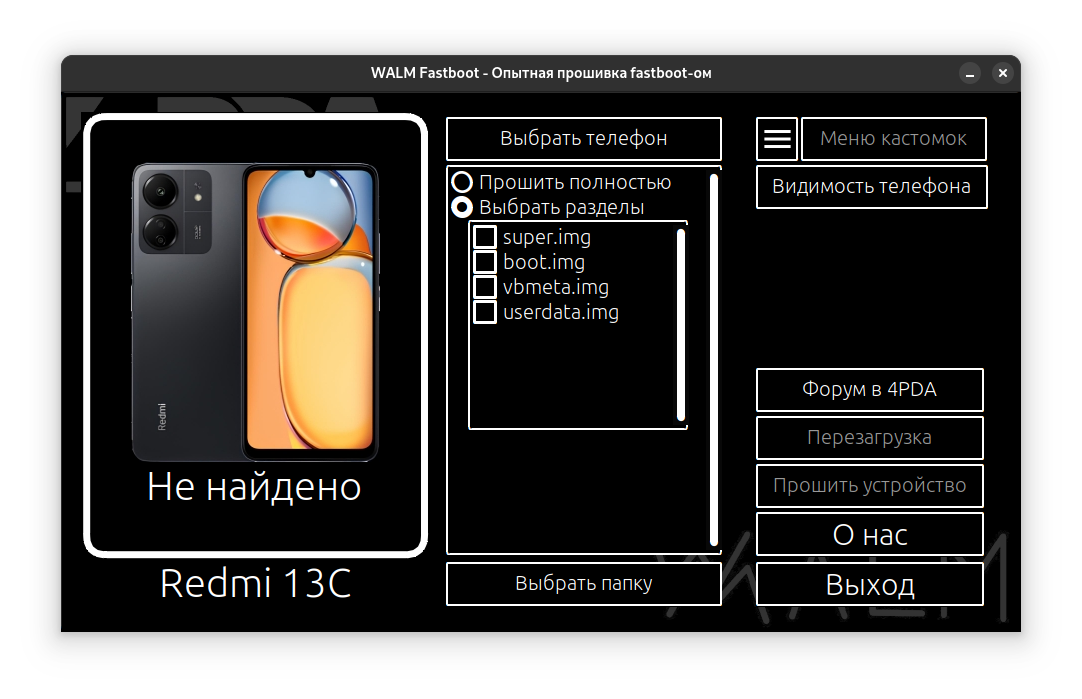 WALM Fastboot - Опытная прошивка fastboot-ом
4PDA
Redmi
Не найдено
Redmi 13C
Выбрать телефон
Прошить полностью
Выбрать разделы
super.img
boot.img
vbmeta.img
userdata.img
Выбрать папку
Меню кастомок
Видимость телефона
Форум в 4PDA
Перезагрузка
Прошить устройство
О нас
Выход
WALM